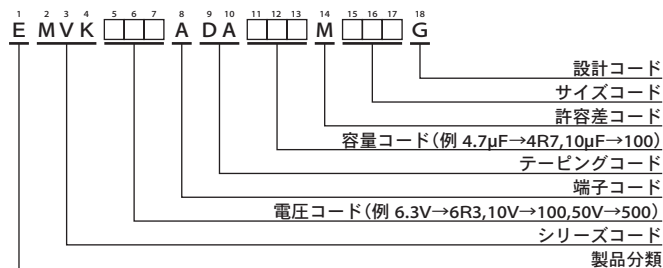 1 2 3 4 5 6 7 8 9 10 11 12 13 14 15 16 17 18
E MVK □□□ A DA □□□ M □□□ G
設計コード
サイズコード
許容差コード
容量コード(例 4.7µF→4R7,10µF→100)
テーピングコード
端子コード
電圧コード(例 6.3V→6R3,10V→100,50V→500)
シリーズコード
製品分類